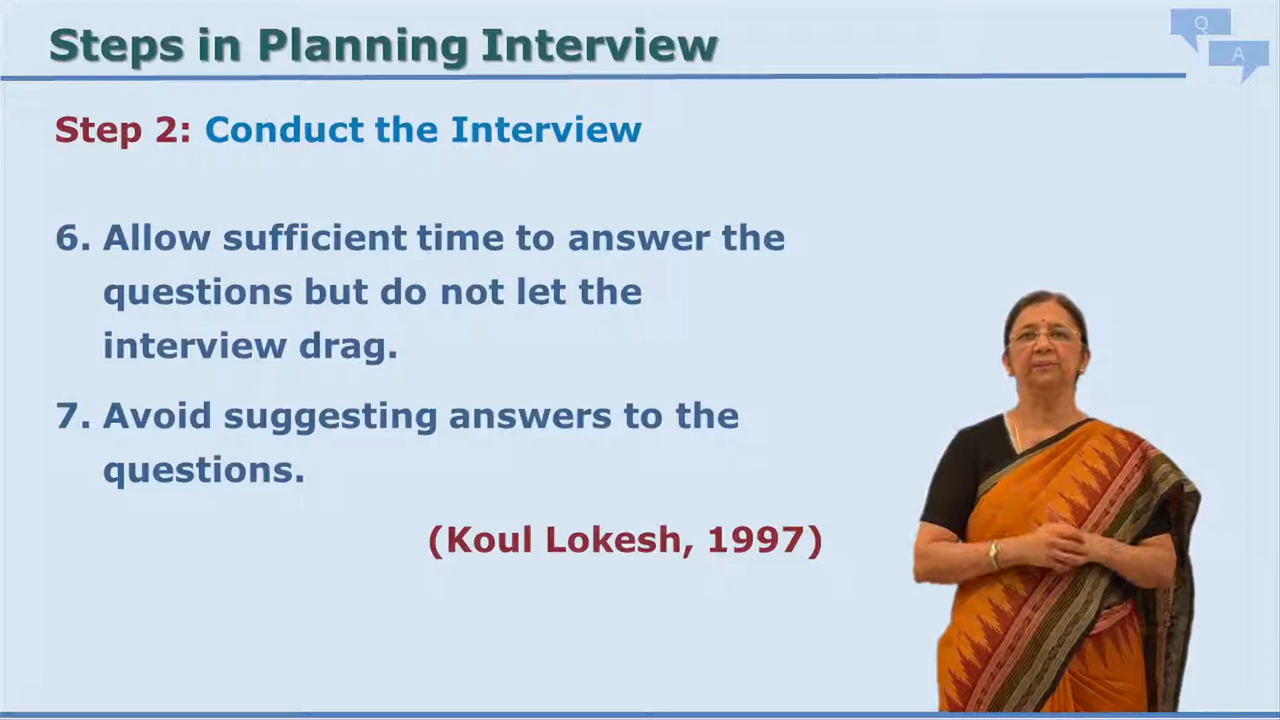 Steps in Planning Interview
Q
A
Step 2: Conduct the Interview
6. Allow sufficient time to answer the
questions but do not let the
interview drag.
7. Avoid suggesting answers to the
questions.
(Koul Lokesh, 1997)